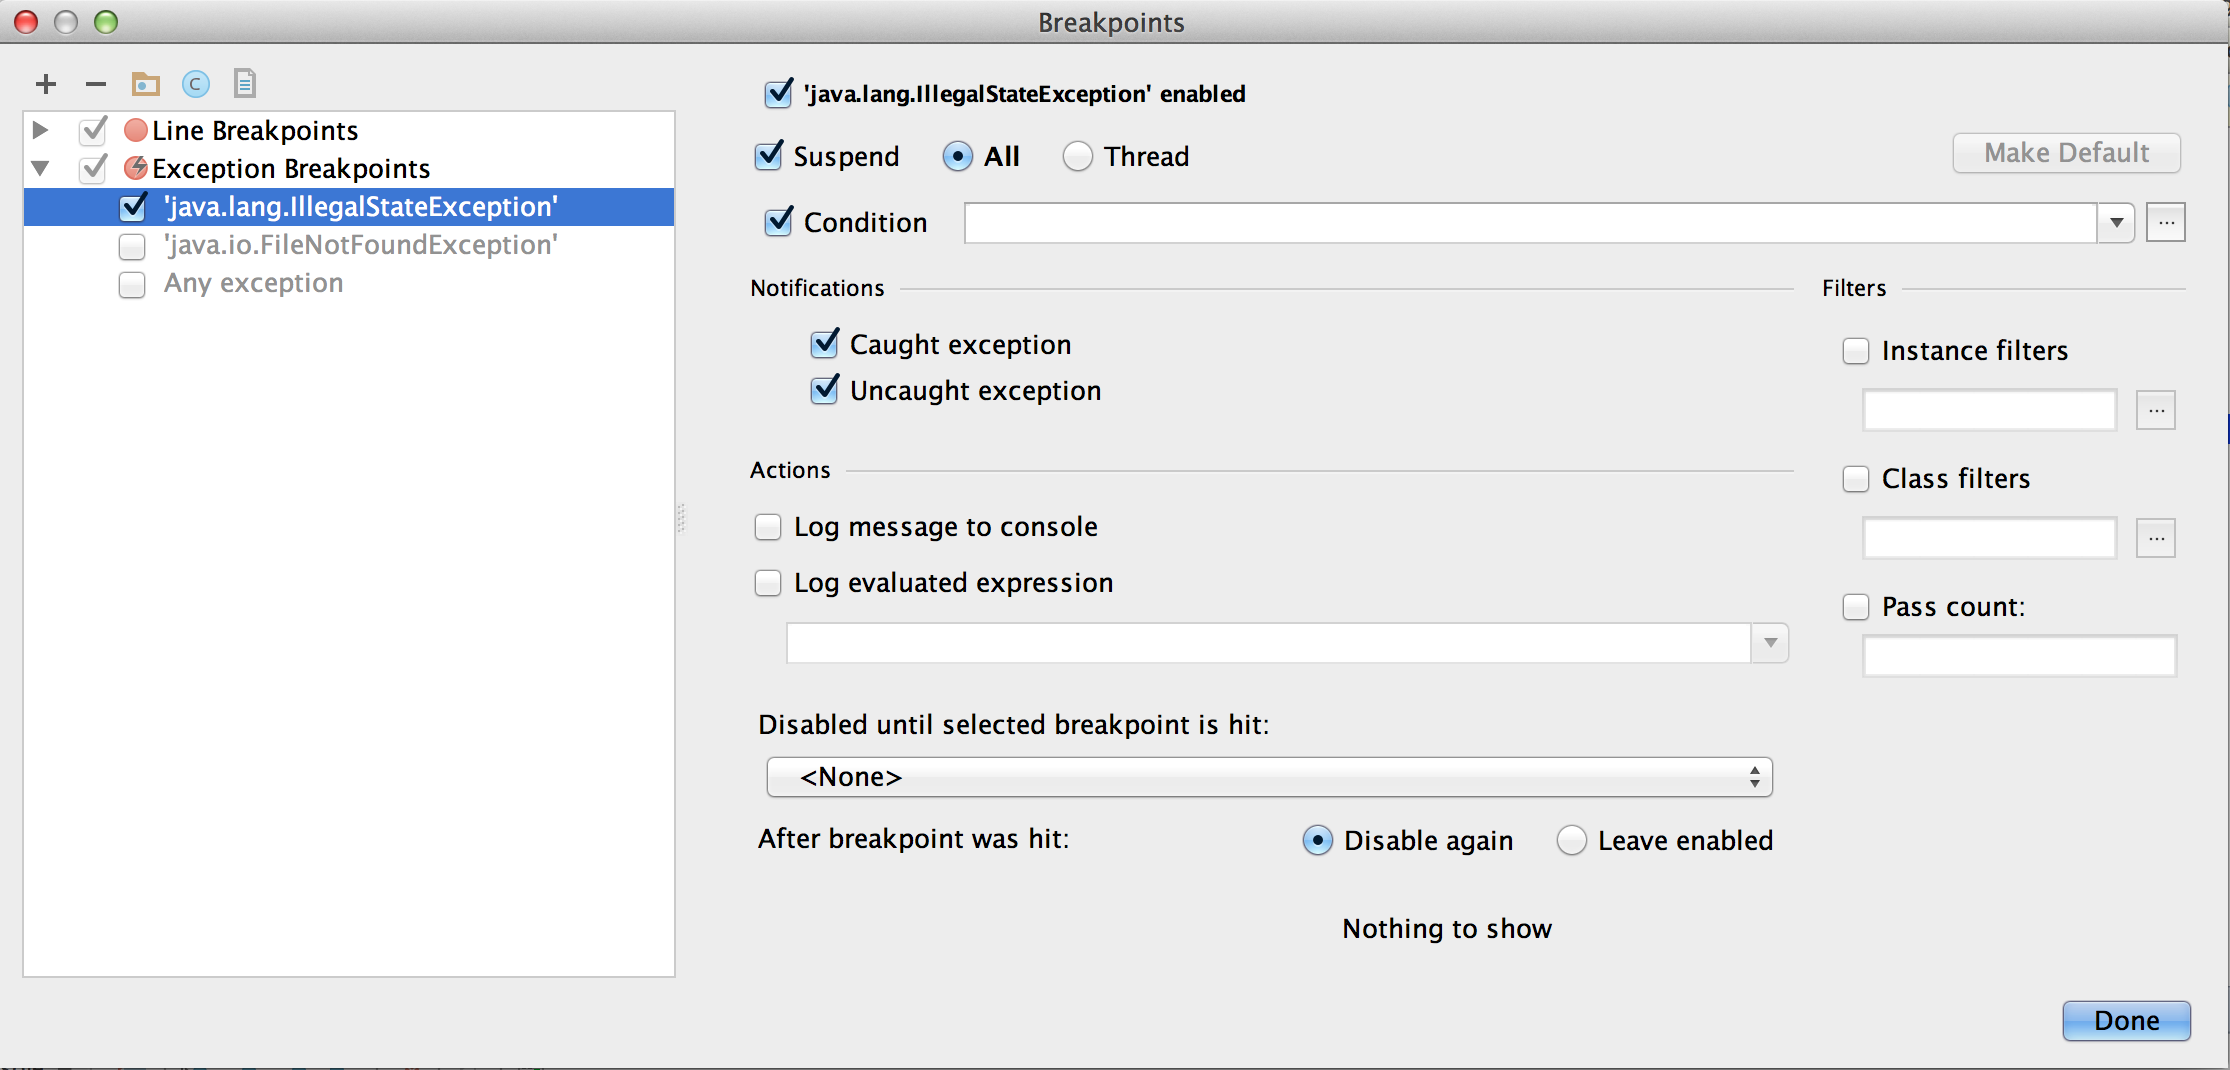 Breakpoints
C
Line Breakpoints
Exception Breakpoints
'java.lang.IllegalStateException'
'java.io.FileNotFoundException'
Any exception
'java.lang.IllegalStateException' enabled
Suspend All Thread
Make Default
Condition
...
Notifications
Caught exception
Uncaught exception
Filters
Instance filters
...
Class filters
...
Pass count:
Actions
Log message to console
Log evaluated expression
Disabled until selected breakpoint is hit:
<None>
After breakpoint was hit: Disable again Leave enabled
Nothing to show
Done